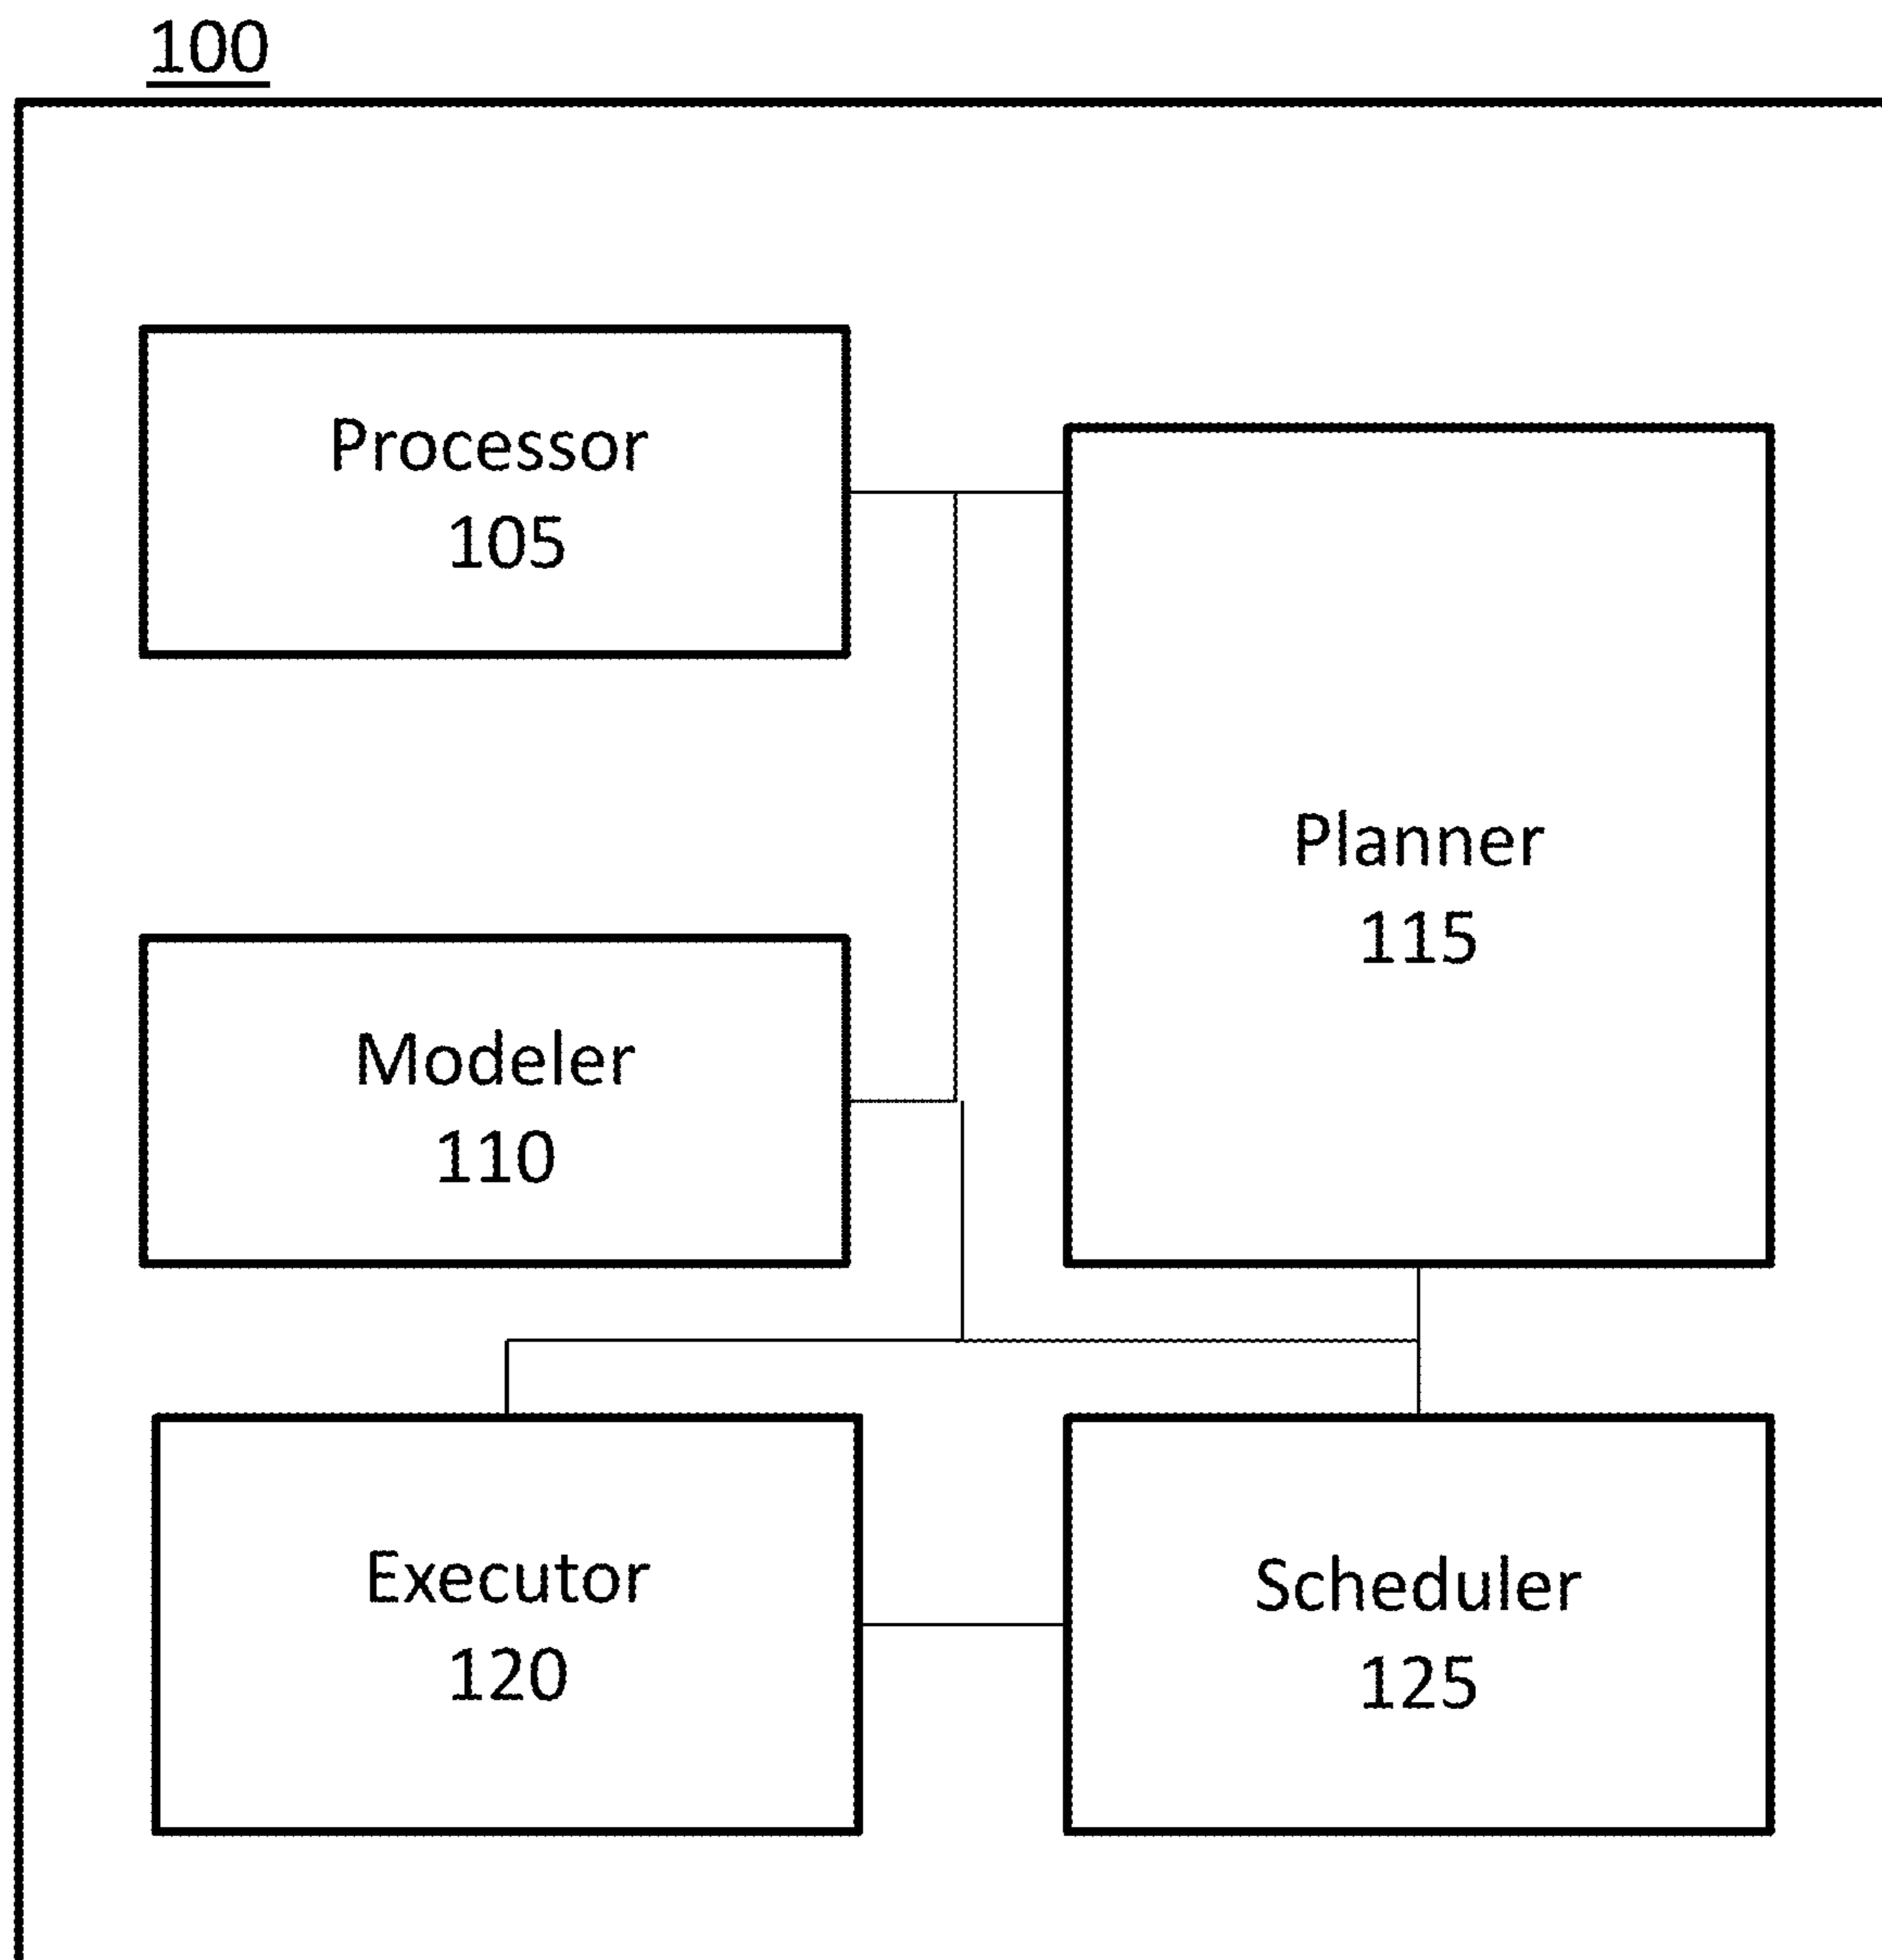 100
Processor
105
Planner
115
Modeler
110
Executor
120
Scheduler
125